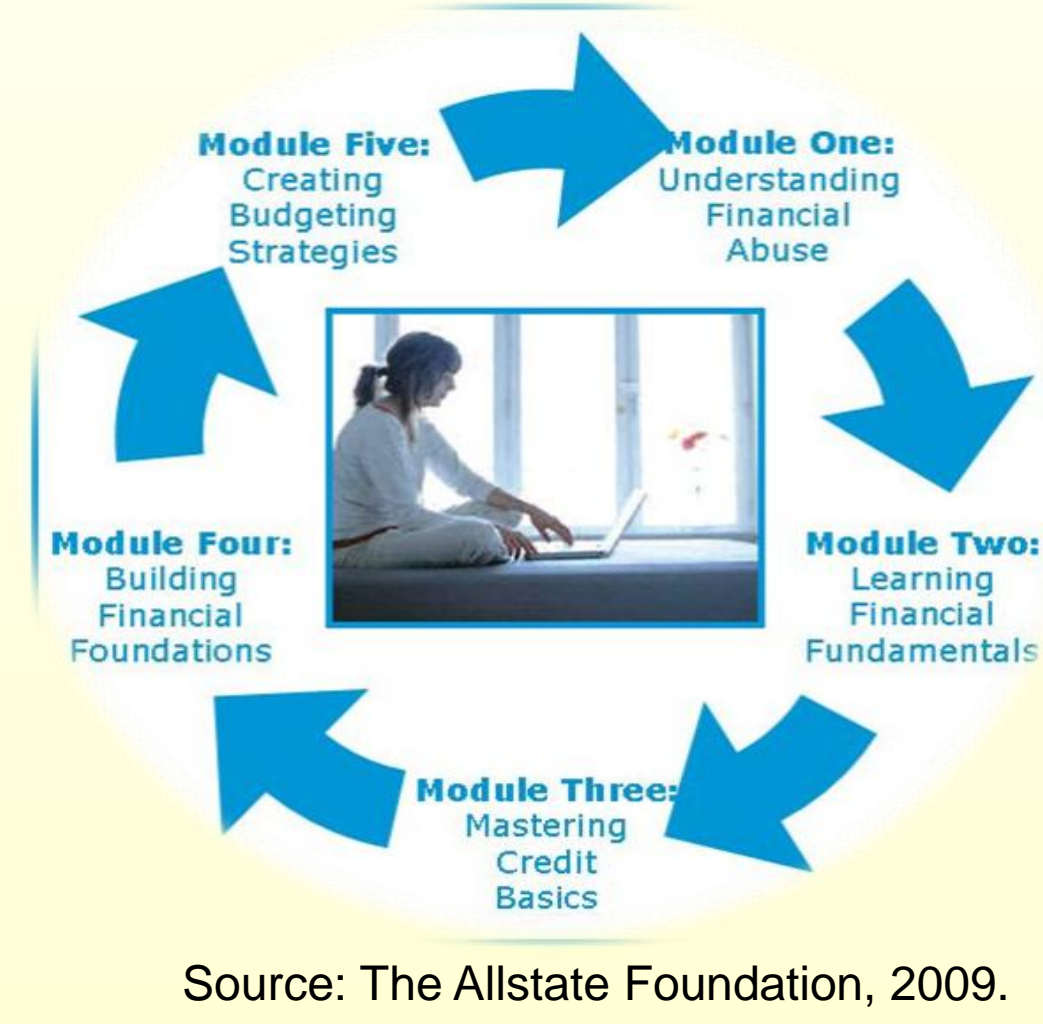 Module One:
Understanding
Financial
Abuse
Module Two:
Learning
Financial
Fundamentals
Module Three:
Mastering
Credit
Basics
Module Four:
Building
Financial
Foundations
Module Five:
Creating
Budgeting
Strategies
Source: The Allstate Foundation, 2009.